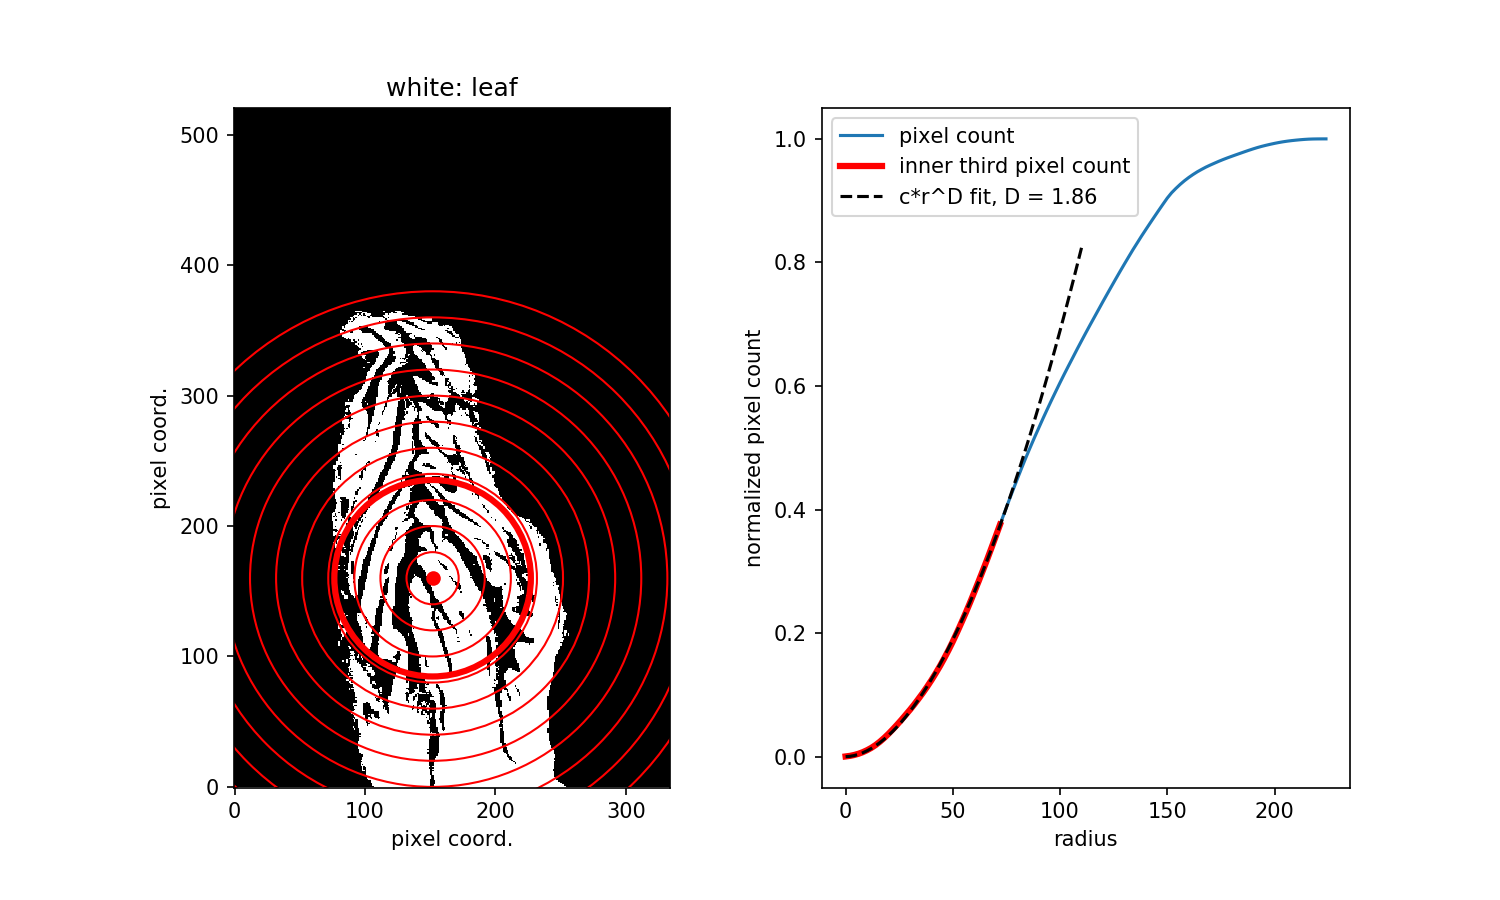 white: leaf
500
400
300
200
100
0
0 100 200 300
pixel coord.
pixel coord.
pixel count
inner third pixel count
c*r^D fit, D = 1.86
1.0
0.8
0.6
0.4
0.2
0.0
0 50 100 150 200
normalized pixel count
radius